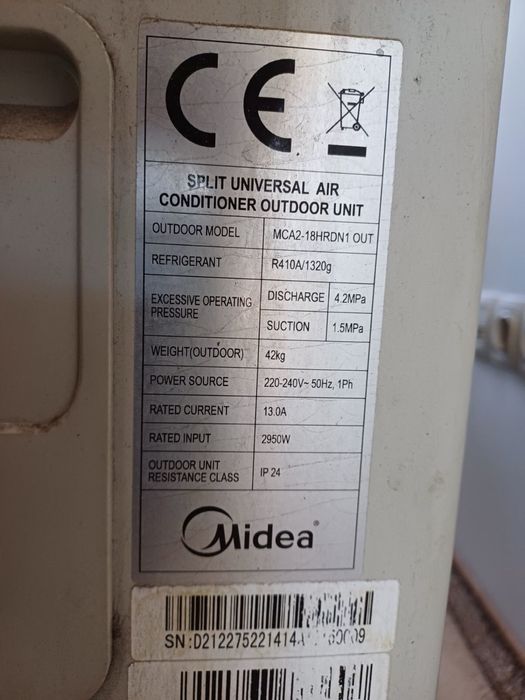 CE
SPLIT UNIVERSAL AIR
CONDITIONER OUTDOOR UNIT
OUTDOOR MODEL MCA2-18HRDN1 OUT
REFRIGERANT R410A/1320g
EXCESSIVE OPERATING PRESSURE DISCHARGE 4.2MPa
SUCTION 1.5MPa
WEIGHT(OUTDOOR) 42kg
POWER SOURCE 220-240V~ 50Hz, 1Ph
RATED CURRENT 13.0A
RATED INPUT 2950W
OUTDOOR UNIT
RESISTANCE CLASS IP 24
Midea®
SN:D212275221414